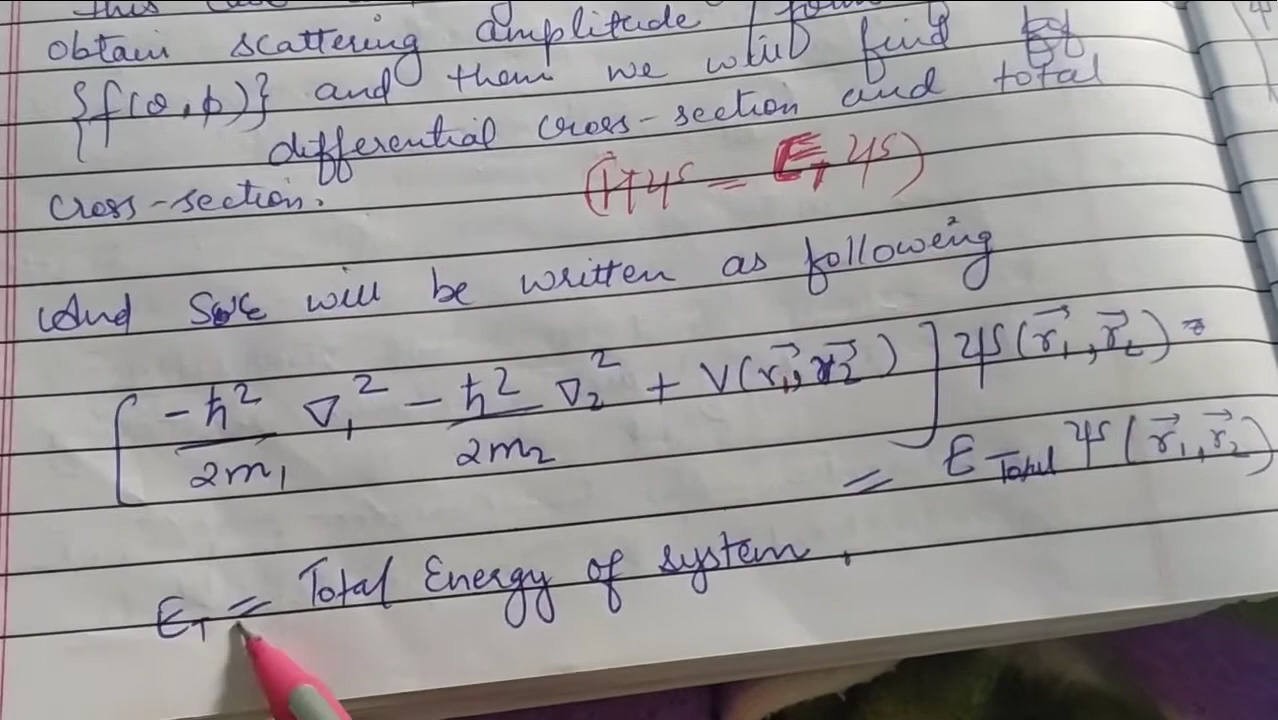 this
obtain scattering amplitude
{f(θ,ϕ)} and then we will find
differential cross-section and total
cross-section.
(Hψ = E_T ψ)
And SWE will be written as following
[-ħ²/2m₁ ∇₁² - ħ²/2m₂ ∇₂² + V(r⃗₁, r⃗₂)] ψ(r⃗₁, r⃗₂) =
= E_Total ψ(r⃗₁, r⃗₂)
E_T = Total Energy of system.